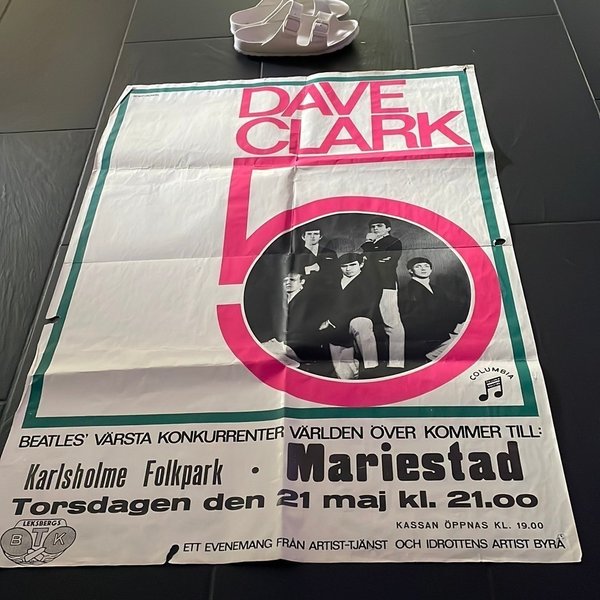 DAVE
CLARK
5
COLUMBIA
BEATLES' VÄRSTA KONKURRENTER VÄRLDEN ÖVER KOMMER TILL:
Karlsholme Folkpark • Mariestad
Torsdagen den 21 maj kl. 21.00
KASSAN ÖPPNAS KL. 19.00
LEKSBERGS
BTK
ETT EVENEMANG FRÅN ARTIST-TJÄNST OCH IDROTTENS ARTIST BYRÅ